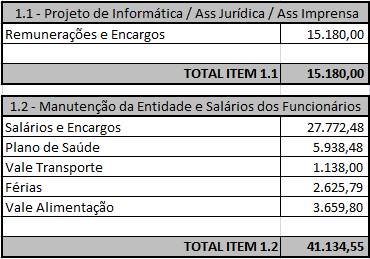 1.1 - Projeto de Informática / Ass Jurídica / Ass Imprensa
Remunerações e Encargos 15.180,00
TOTAL ITEM 1.1 15.180,00
1.2 - Manutenção da Entidade e Salários dos Funcionários
Salários e Encargos 27.772,48
Plano de Saúde 5.938,48
Vale Transporte 1.138,00
Férias 2.625,79
Vale Alimentação 3.659,80
TOTAL ITEM 1.2 41.134,55